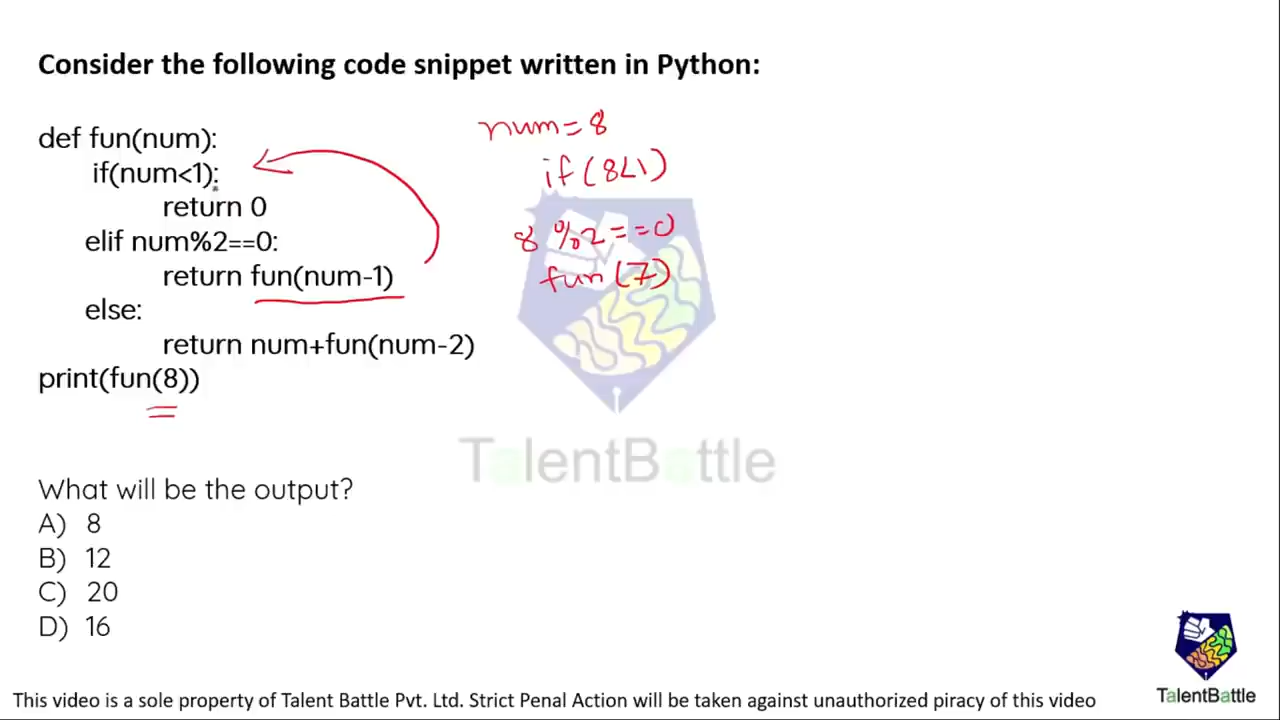 Consider the following code snippet written in Python:
def fun(num):
if(num<1):
return 0
elif num%2==0:
return fun(num-1)
else:
return num+fun(num-2)
print(fun(8))
num=8
if(8<1)
8 %2==0
fun(7)
TalentBattle
What will be the output?
A) 8
B) 12
C) 20
D) 16
TalentBattle
This video is a sole property of Talent Battle Pvt. Ltd. Strict Penal Action will be taken against unauthorized piracy of this video